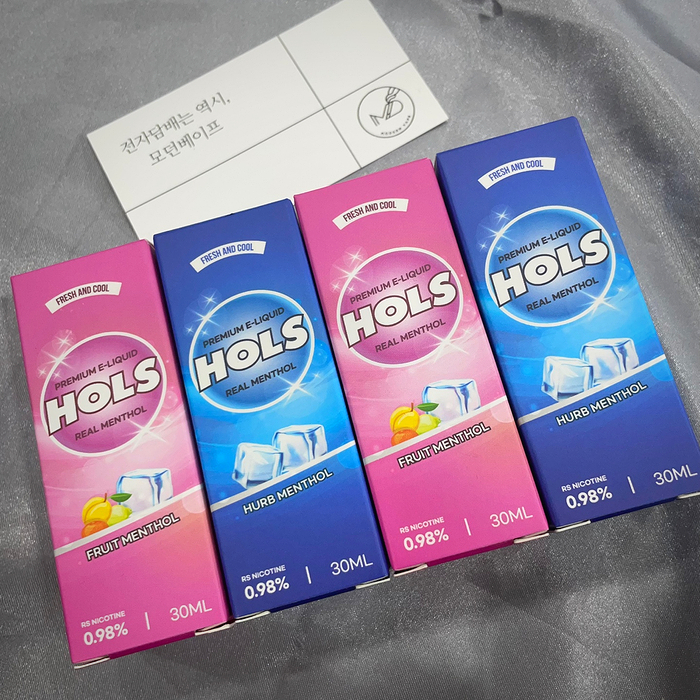 전자담배는 역시,
모던베이프
MODERN VAPE
FRESH AND COOL
PREMIUM E-LIQUID
HOLS
REAL MENTHOL
FRUIT MENTHOL
RS NICOTINE
0.98% | 30ML
FRESH AND COOL
PREMIUM E-LIQUID
HOLS
REAL MENTHOL
HURB MENTHOL
RS NICOTINE
0.98% | 30ML
FRESH AND COOL
PREMIUM E-LIQUID
HOLS
REAL MENTHOL
FRUIT MENTHOL
RS NICOTINE
0.98% | 30ML
FRESH AND COOL
PREMIUM E-LIQUID
HOLS
REAL MENTHOL
HURB MENTHOL
RS NICOTINE
0.98% | 30ML